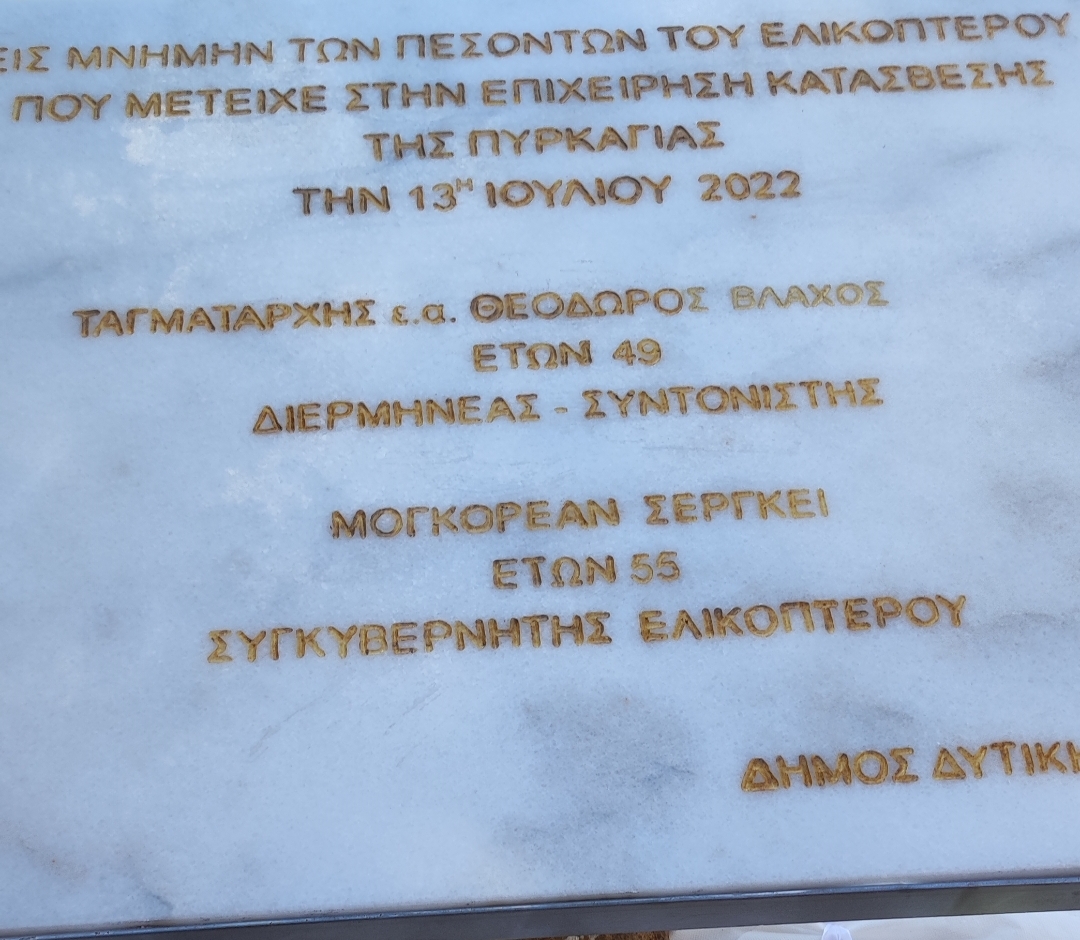 ΕΙΣ ΜΝΗΜΗΝ ΤΩΝ ΠΕΣΟΝΤΩΝ ΤΟΥ ΕΛΙΚΟΠΤΕΡΟΥ
ΠΟΥ ΜΕΤΕΙΧΕ ΣΤΗΝ ΕΠΙΧΕΙΡΗΣΗ ΚΑΤΑΣΒΕΣΗΣ
ΤΗΣ ΠΥΡΚΑΓΙΑΣ
ΤΗΝ 13Η ΙΟΥΛΙΟΥ 2022
ΤΑΓΜΑΤΑΡΧΗΣ ε.α. ΘΕΟΔΩΡΟΣ ΒΛΑΧΟΣ
ΕΤΩΝ 49
ΔΙΕΡΜΗΝΕΑΣ - ΣΥΝΤΟΝΙΣΤΗΣ
ΜΟΓΚΟΡΕΑΝ ΣΕΡΓΚΕΙ
ΕΤΩΝ 55
ΣΥΓΚΥΒΕΡΝΗΤΗΣ ΕΛΙΚΟΠΤΕΡΟΥ
ΔΗΜΟΣ